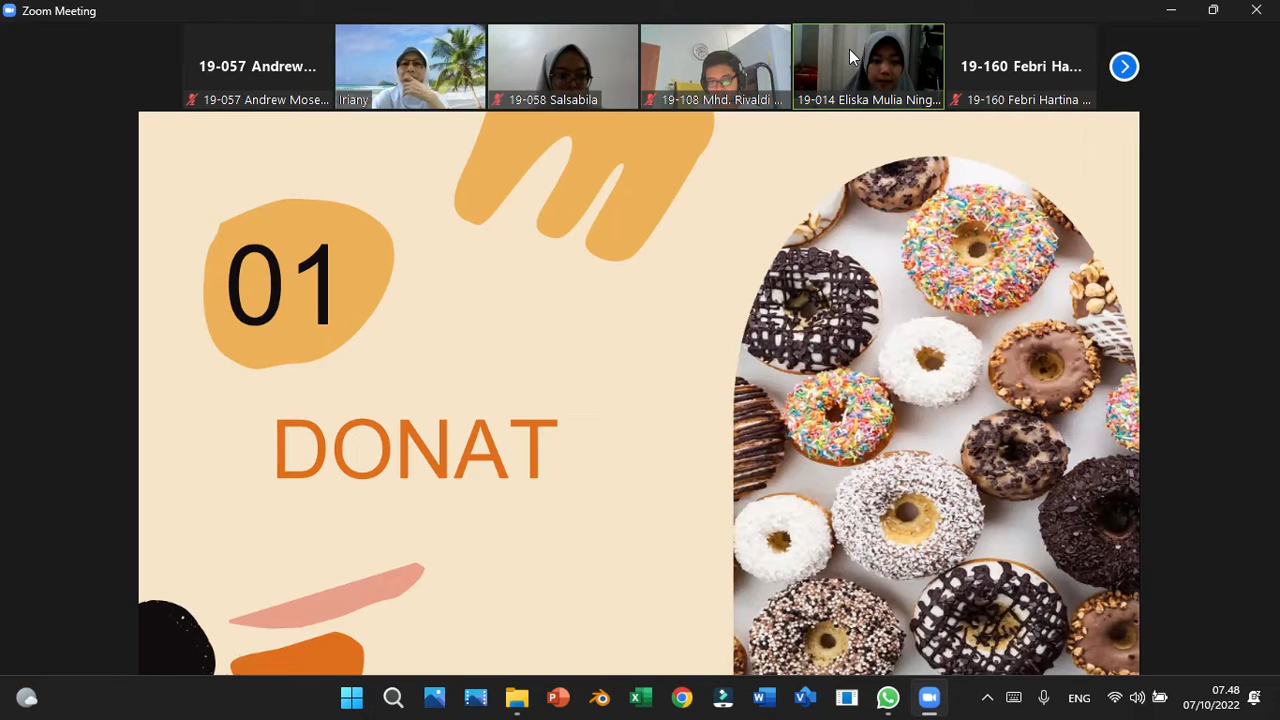 Zoom Meeting
19-057 Andrew...
19-160 Febri Ha...
19-057 Andrew Mose...
Iriany
19-058 Salsabila
19-108 Mhd. Rivaldi ...
19-014 Eliska Mulia Ning...
19-160 Febri Hartina ...
01
DONAT
ENG
07.48
07/10/2022